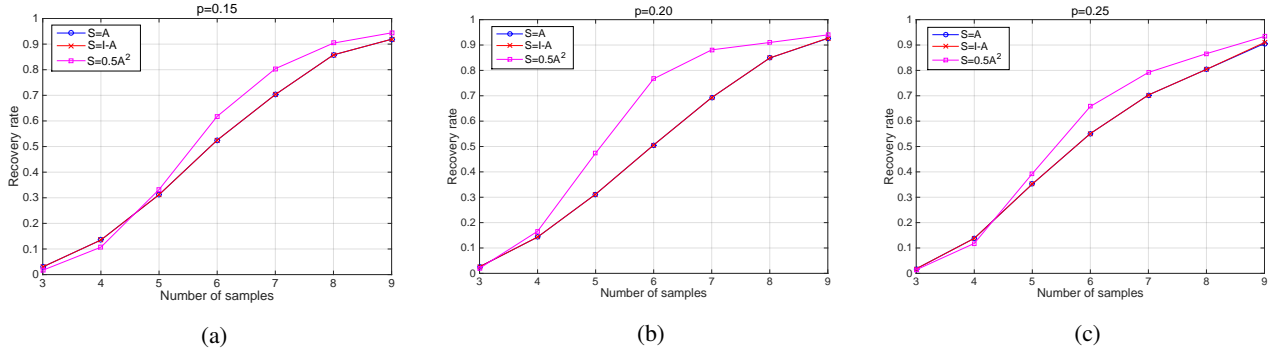 p=0.15
1
0.9
0.8
0.7
0.6
0.5
0.4
0.3
0.2
0.1
0
Recovery rate
S=A
S=I-A
S=0.5A²
3 4 5 6 7 8 9
Number of samples
(a)
p=0.20
1
0.9
0.8
0.7
0.6
0.5
0.4
0.3
0.2
0.1
0
Recovery rate
S=A
S=I-A
S=0.5A²
3 4 5 6 7 8 9
Number of samples
(b)
p=0.25
1
0.9
0.8
0.7
0.6
0.5
0.4
0.3
0.2
0.1
0
Recovery rate
S=A
S=I-A
S=0.5A²
3 4 5 6 7 8 9
Number of samples
(c)